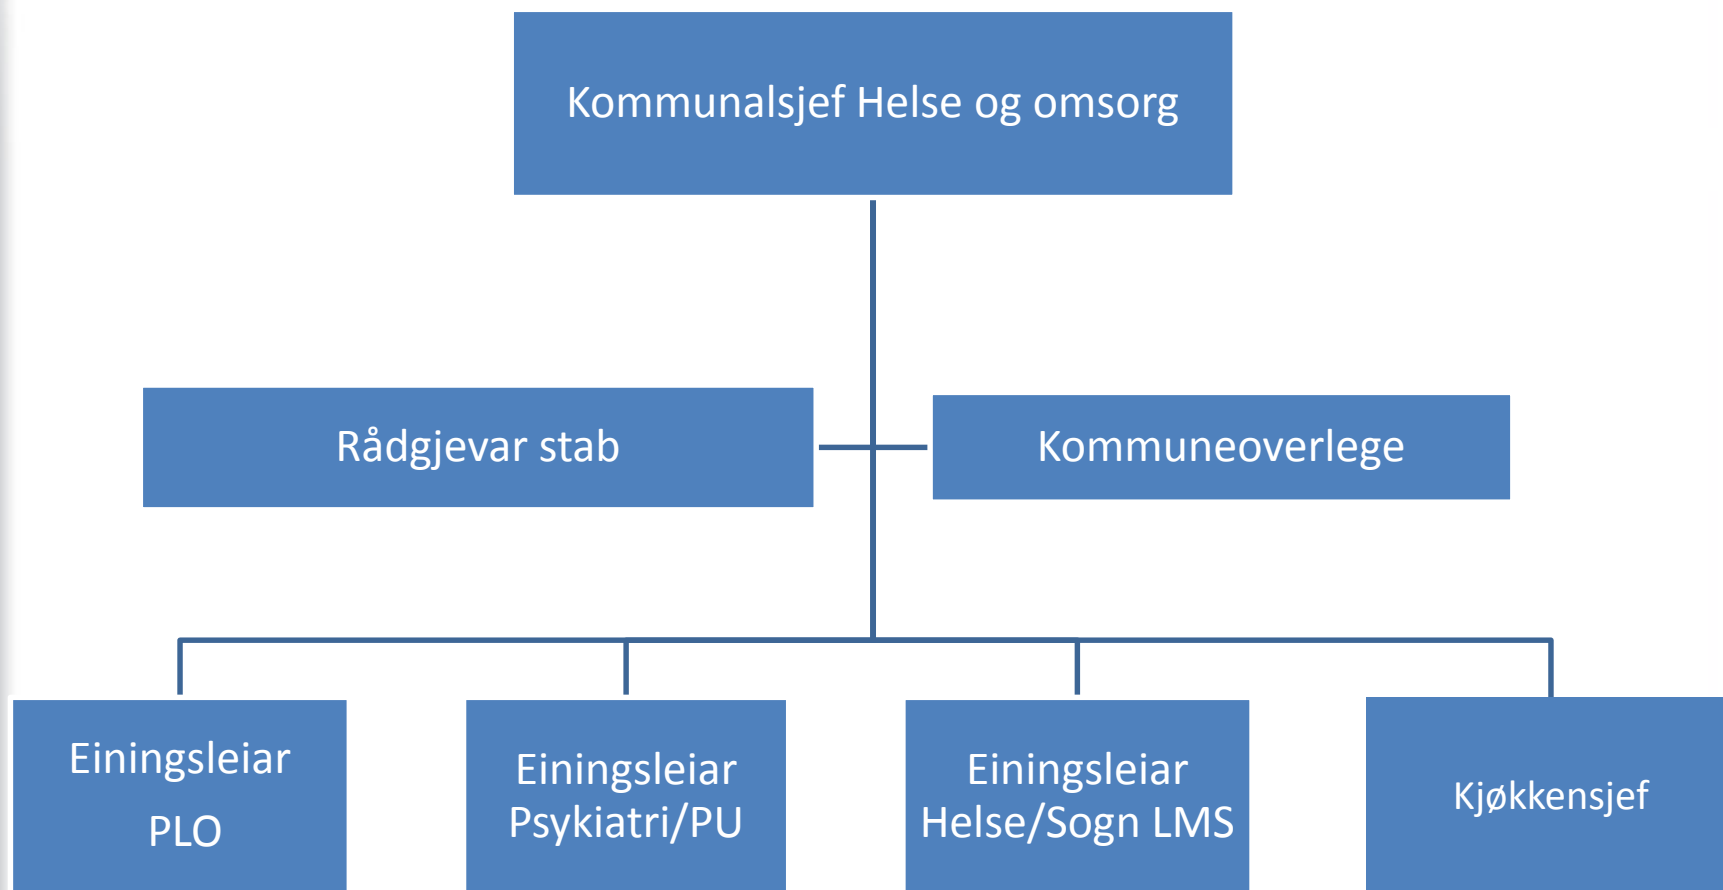 Kommunalsjef Helse og omsorg
Rådgjevar stab
Kommuneoverlege
Einingsleiar
PLO
Einingsleiar
Psykiatri/PU
Einingsleiar
Helse/Sogn LMS
Kjøkkensjef